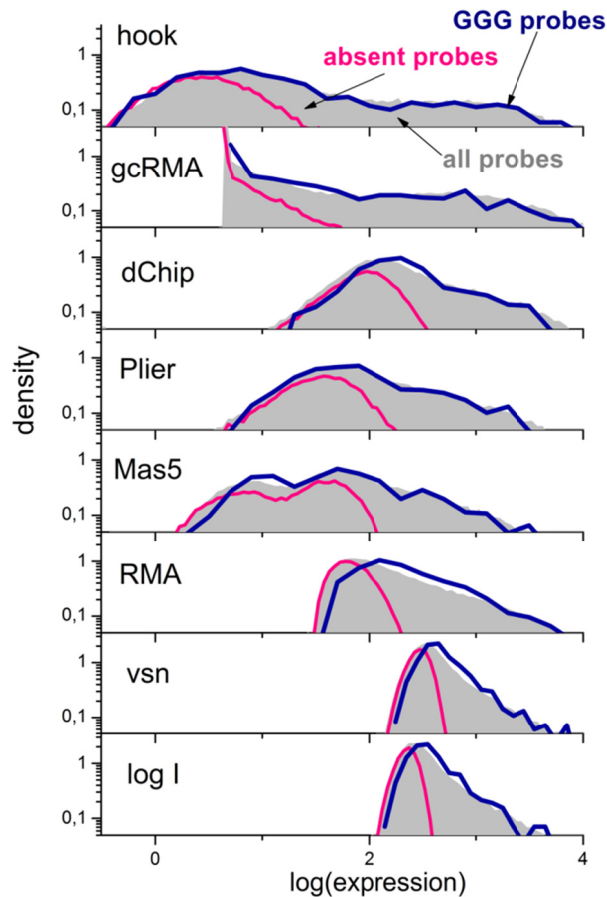 hook
GGG probes
absent probes
all probes
1
0,1
gcRMA
1
0,1
dChip
1
0,1
Plier
1
0,1
Mas5
1
0,1
RMA
1
0,1
vsn
1
0,1
log I
1
0,1
density
0 2 4
log(expression)